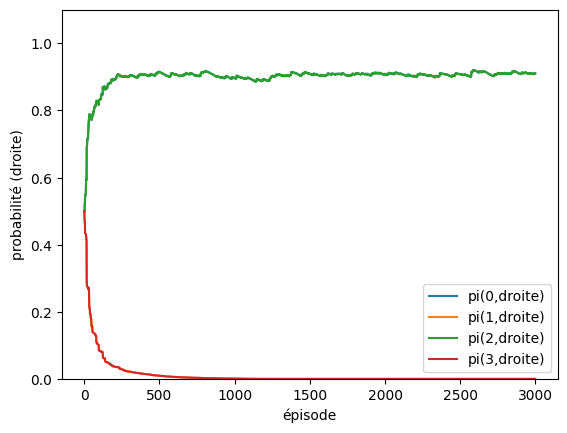 1.0
0.8
0.6
0.4
0.2
0.0
probabilité (droite)
0 500 1000 1500 2000 2500 3000
épisode
pi(0,droite)
pi(1,droite)
pi(2,droite)
pi(3,droite)